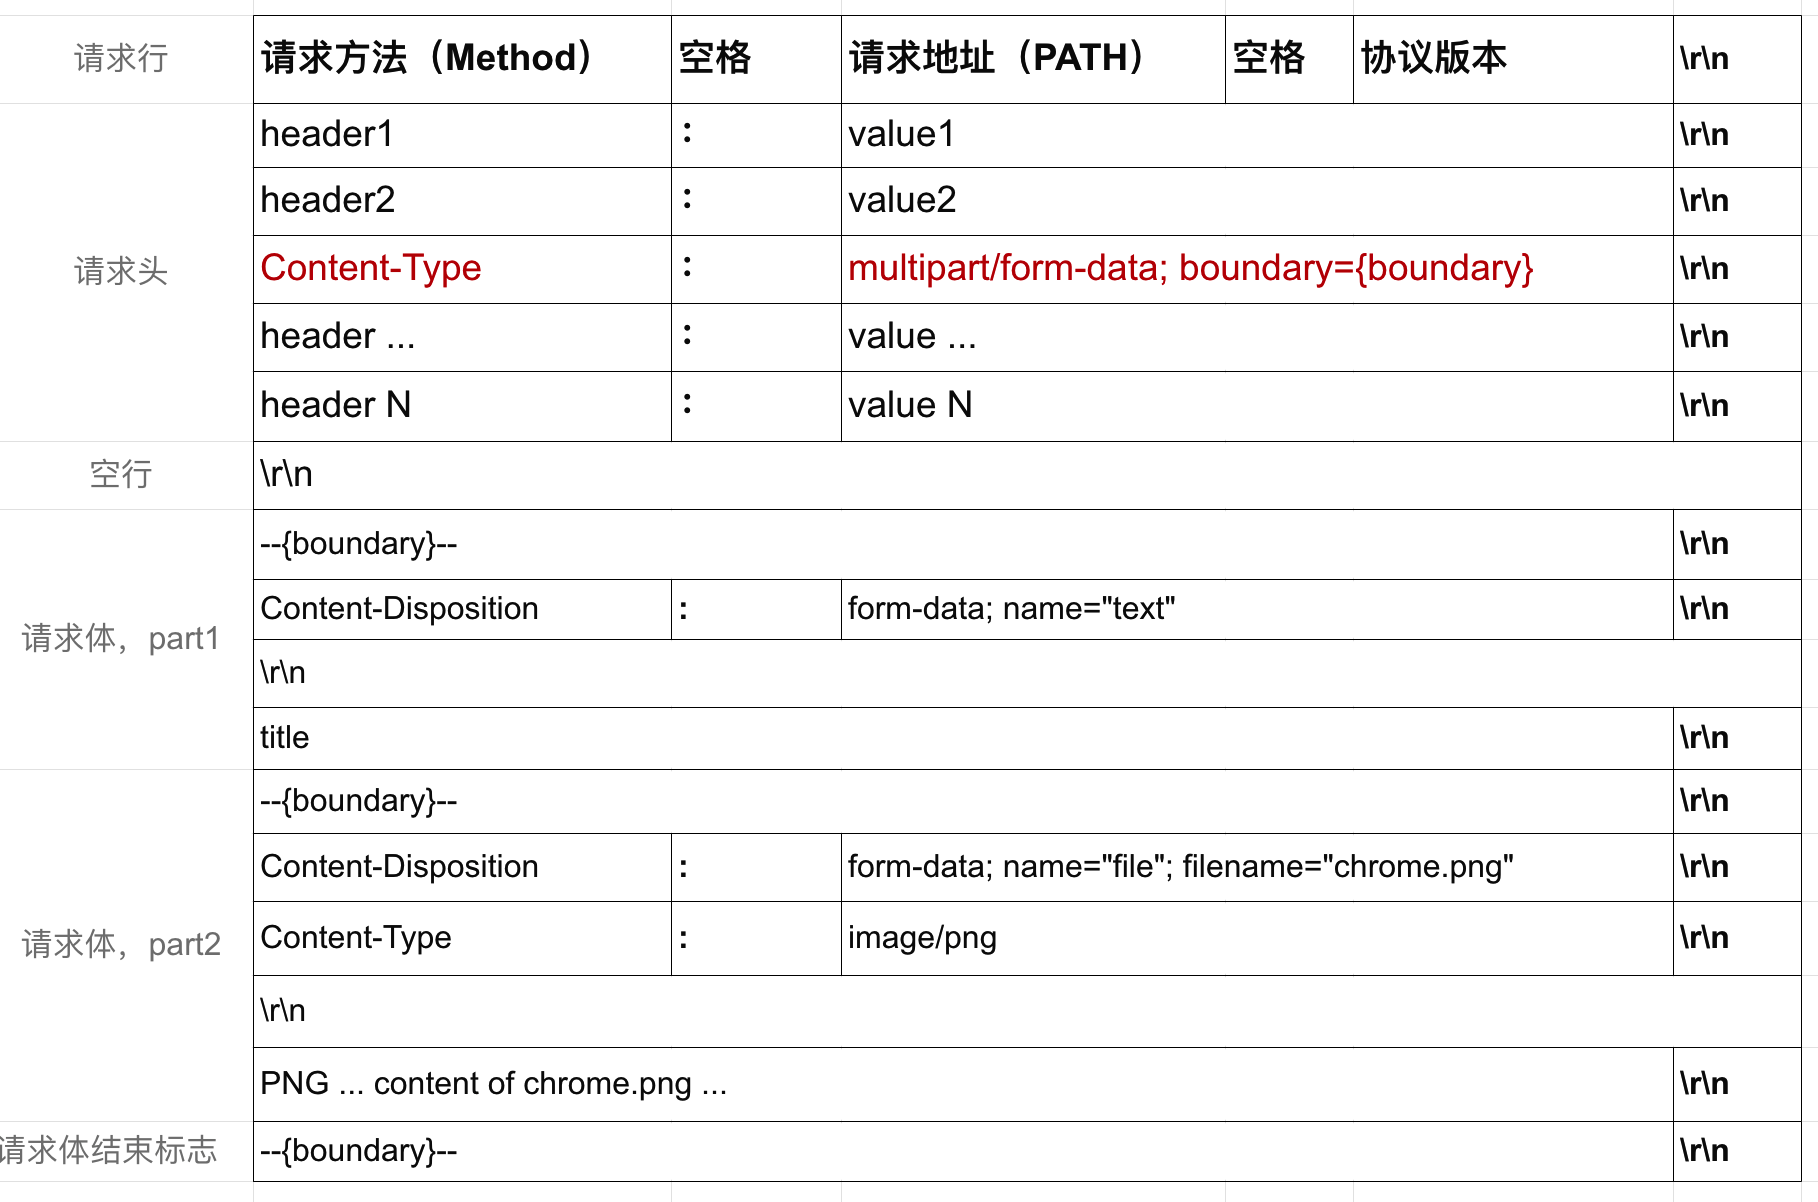 请求行 请求方法（Method） 空格 请求地址（PATH） 空格 协议版本 \r\n
header1 : value1 \r\n
header2 : value2 \r\n
请求头 Content-Type : multipart/form-data; boundary={boundary} \r\n
header ... : value ... \r\n
header N : value N \r\n
空行 \r\n
--{boundary}-- \r\n
Content-Disposition : form-data; name="text" \r\n
请求体，part1 \r\n
title \r\n
--{boundary}-- \r\n
Content-Disposition : form-data; name="file"; filename="chrome.png" \r\n
请求体，part2 Content-Type : image/png \r\n
\r\n
PNG ... content of chrome.png ... \r\n
请求体结束标志 --{boundary}-- \r\n